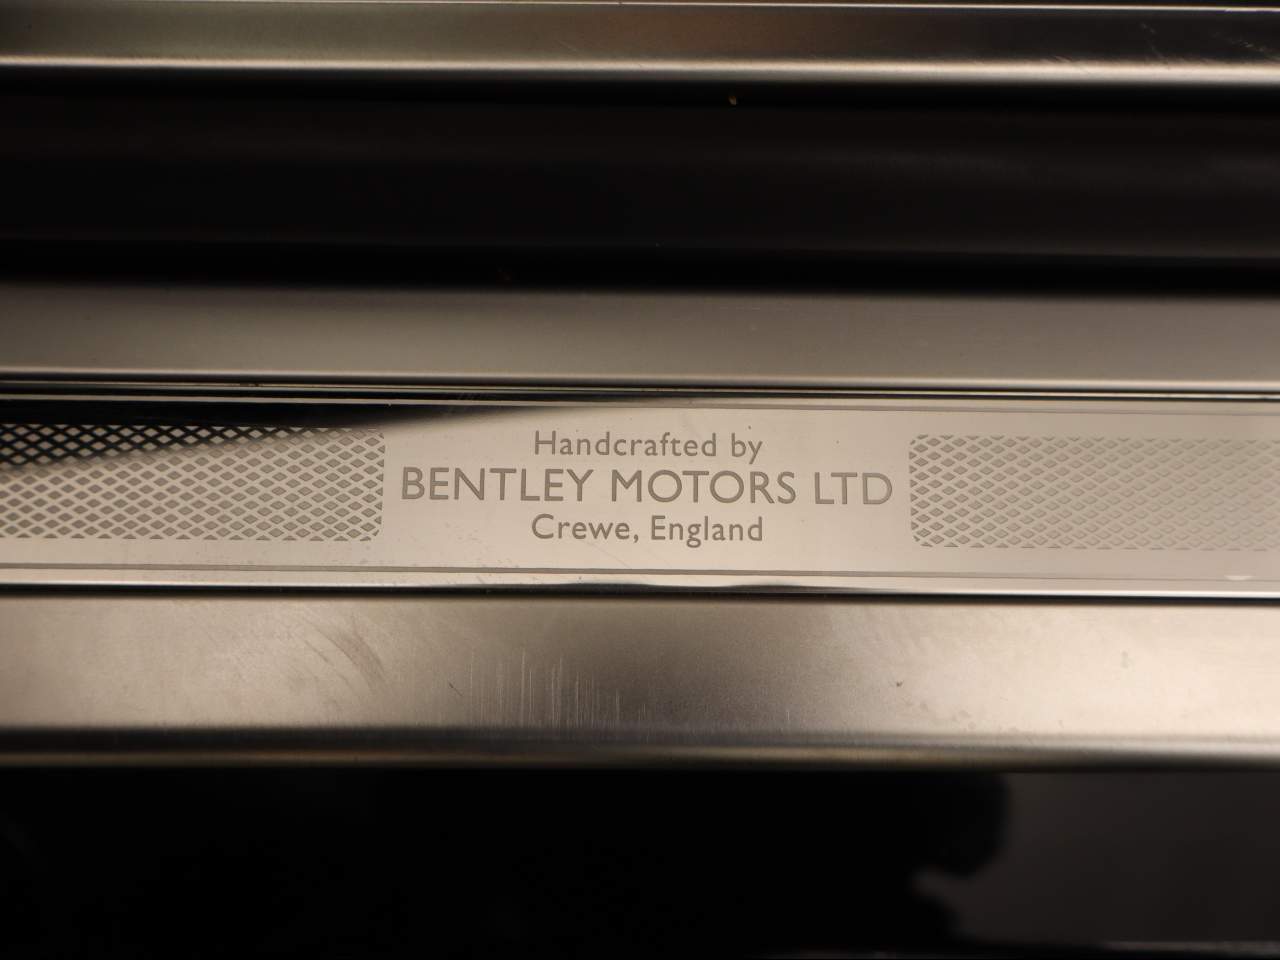 Handcrafted by
BENTLEY MOTORS LTD
Crewe, England